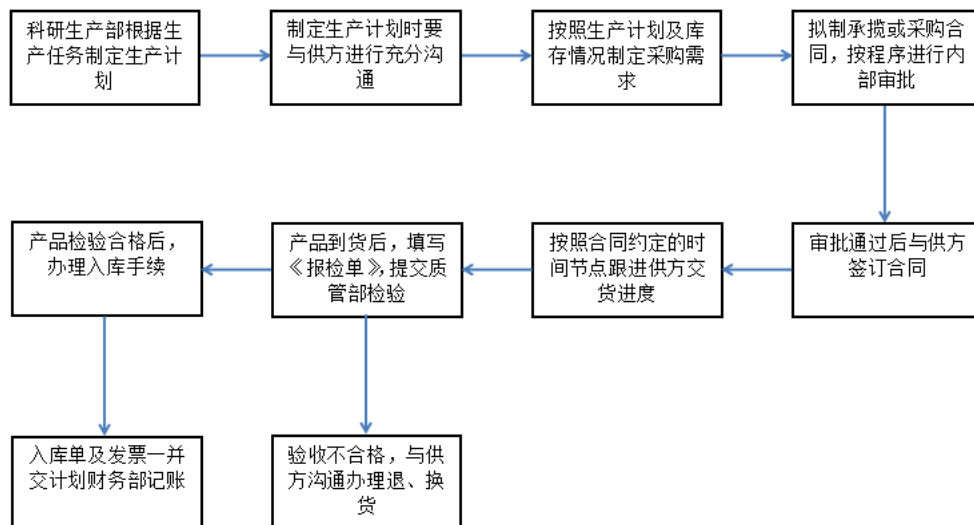 科研生产部根据生
产任务制定生产计
划
制定生产计划时要
与供方进行充分沟
通
按照生产计划及库
存情况制定采购需
求
拟制承揽或采购合
同，按程序进行内
部审批
审批通过后与供方
签订合同
按照合同约定的时
间节点跟进供方交
货进度
产品到货后，填写
《报检单》，提交质
管部检验
产品检验合格后，
办理入库手续
入库单及发票一并
交计划财务部记账
验收不合格，与供
方沟通办理退、换
货